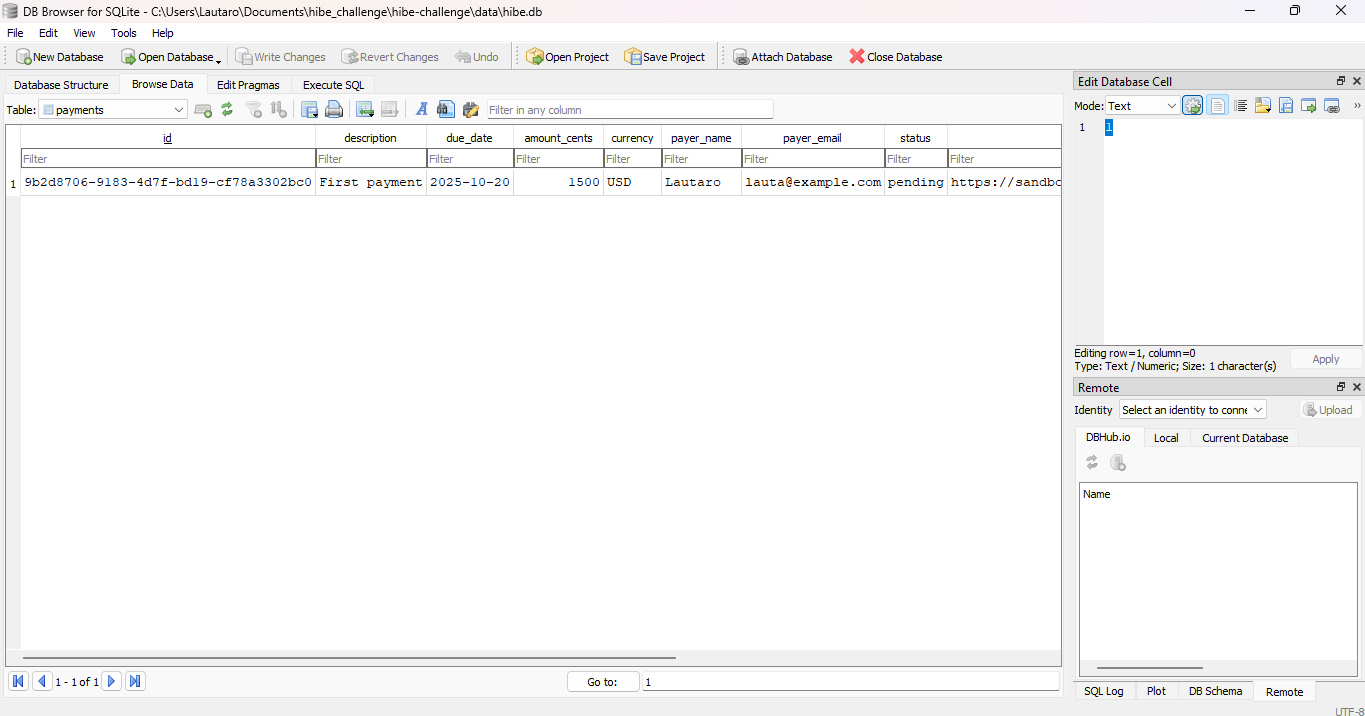 DB Browser for SQLite - C:\Users\Lautaro\Documents\hibe_challenge\hibe-challenge\data\hibe.db
File Edit View Tools Help
New Database Open Database Write Changes Revert Changes Undo Open Project Save Project Attach Database Close Database
Database Structure Browse Data Edit Pragmas Execute SQL
Table: payments Filter in any column
id description due_date amount_cents currency payer_name payer_email status
Filter Filter Filter Filter Filter Filter Filter Filter Filter
1 9b2d8706-9183-4d7f-bd19-cf78a3302bc0 First payment 2025-10-20 1500 USD Lautaro lauta@example.com pending https://sandbo
1 - 1 of 1 Go to: 1
Edit Database Cell
Mode: Text
1 1
Editing row=1, column=0
Type: Text / Numeric; Size: 1 character(s)
Apply
Remote
Identity Select an identity to conne Upload
DBHub.io Local Current Database
Name
SQL Log Plot DB Schema Remote
UTF-8